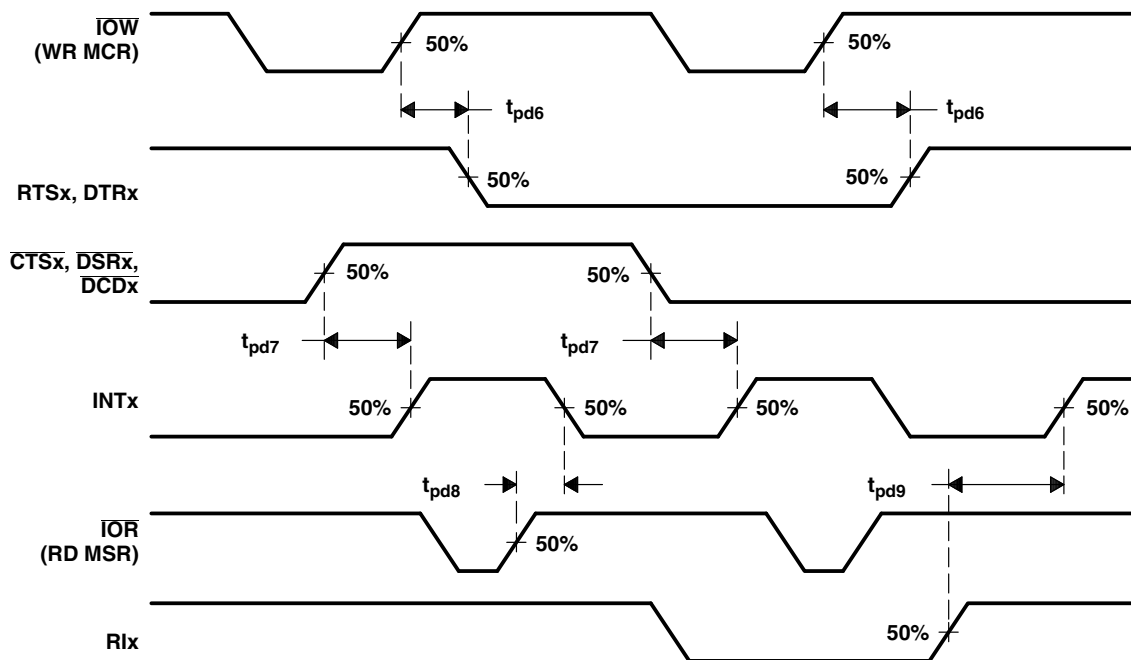 IOW
(WR MCR)
50%
50%
tpd6
tpd6
RTSx, DTRx
50%
50%
CTSx, DSRx,
DCDx
50%
50%
tpd7
tpd7
INTx
50%
50%
50%
50%
tpd8
tpd9
IOR
(RD MSR)
50%
RIx
50%